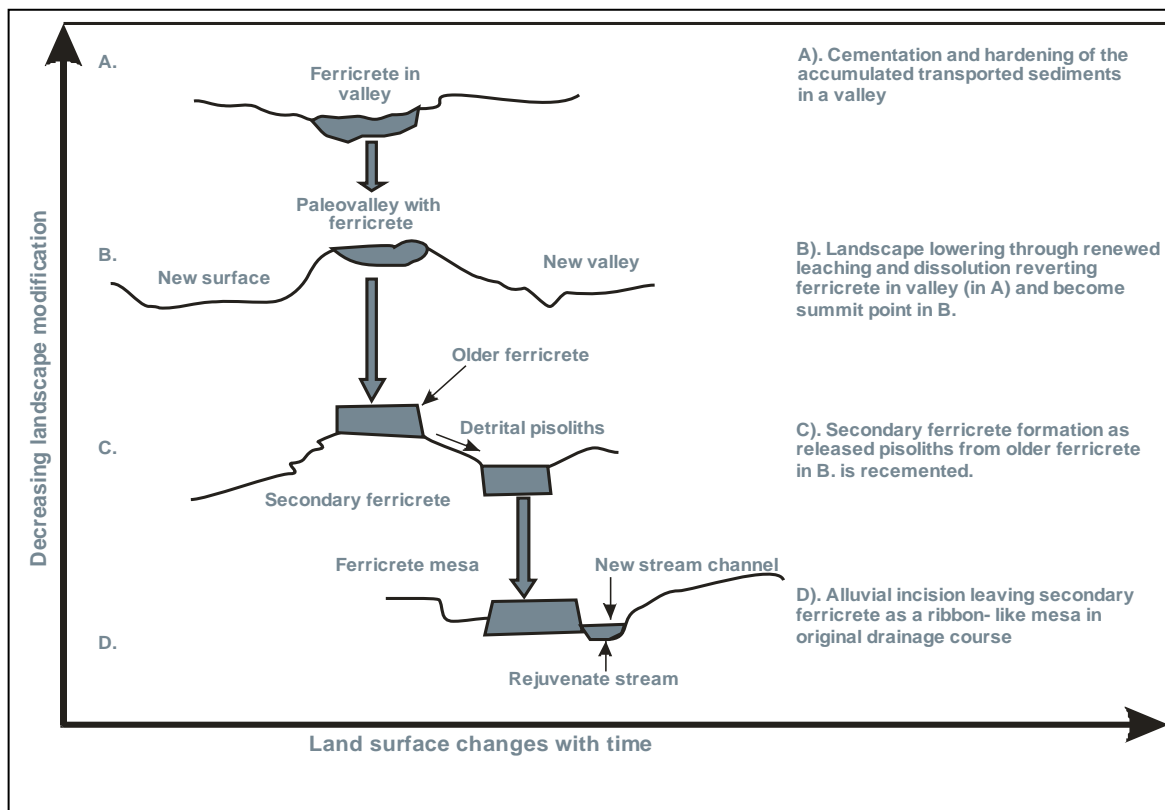 Decreasing landscape modification
A.
Ferricrete in
valley
A). Cementation and hardening of the
accumulated transported sediments
in a valley
Paleovalley with
ferricrete
B.
New surface
New valley
B). Landscape lowering through renewed
leaching and dissolution reverting
ferricrete in valley (in A) and become
summit point in B.
Older ferricrete
Detrital pisoliths
C.
Secondary ferricrete
C). Secondary ferricrete formation as
released pisoliths from older ferricrete
in B. is recemented.
Ferricrete mesa
New stream channel
D.
Rejuvenate stream
D). Alluvial incision leaving secondary
ferricrete as a ribbon- like mesa in
original drainage course
Land surface changes with time